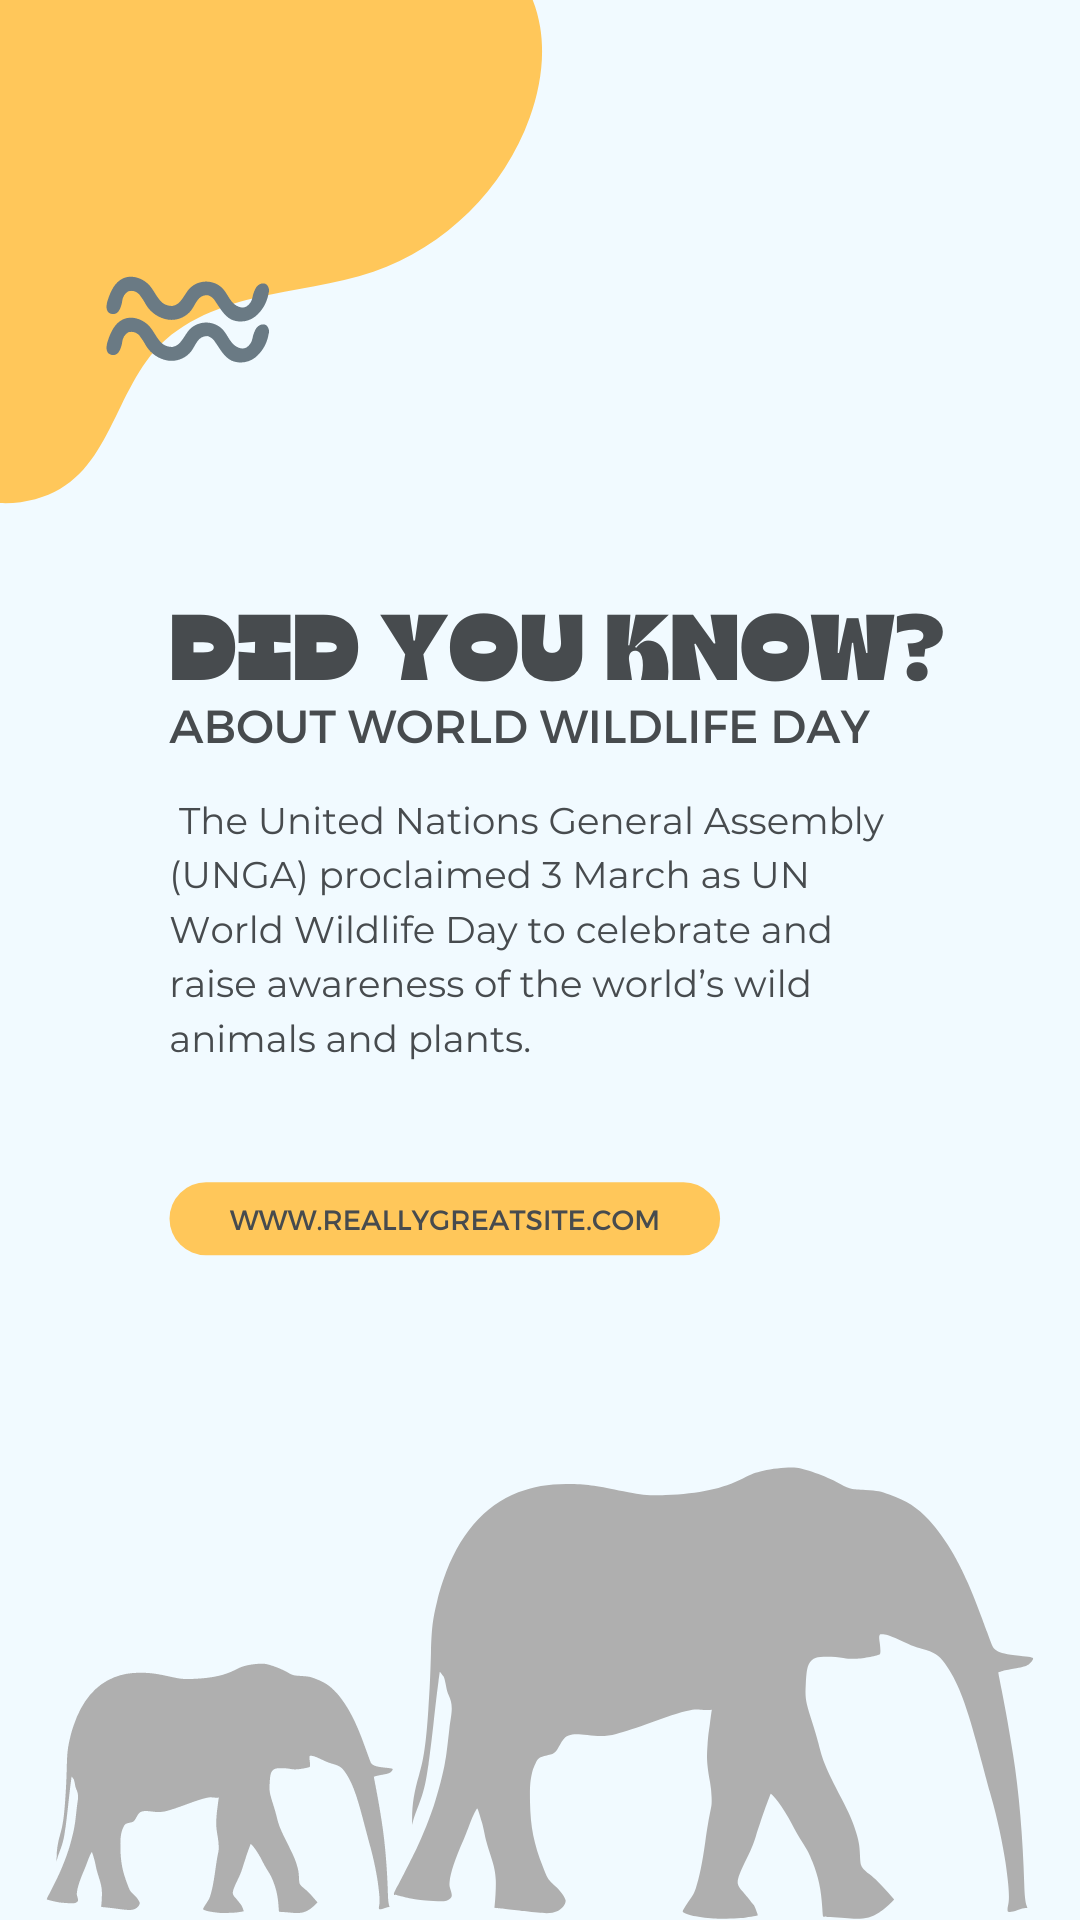 DID YOU KNOW?
ABOUT WORLD WILDLIFE DAY
The United Nations General Assembly
(UNGA) proclaimed 3 March as UN
World Wildlife Day to celebrate and
raise awareness of the world’s wild
animals and plants.
WWW.REALLYGREATSITE.COM